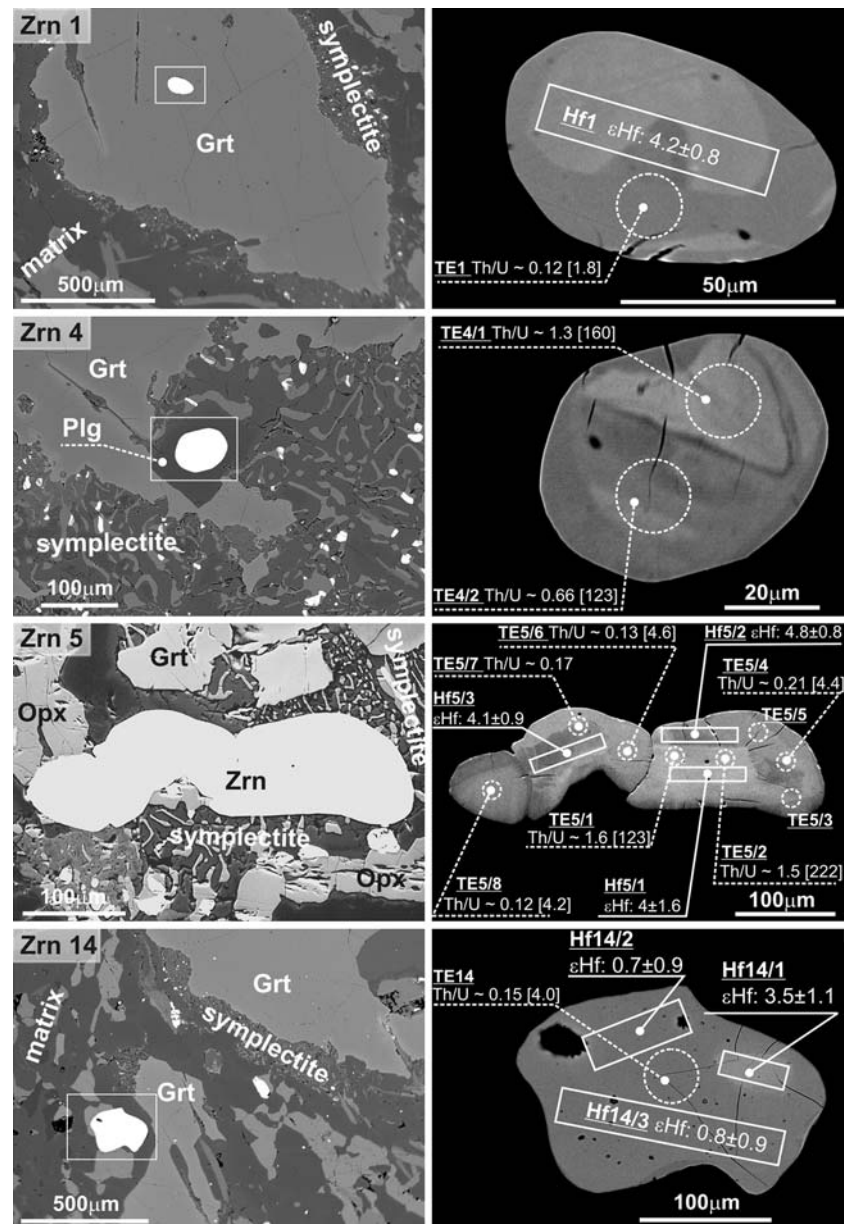 Zrn 1
symplectite
Grt
matrix
500µm
Hf1 εHf: 4.2±0.8
TE1 Th/U ~ 0.12 [1.8]
50µm
Zrn 4
Grt
Plg
symplectite
100µm
TE4/1 Th/U ~ 1.3 [160]
TE4/2 Th/U ~ 0.66 [123]
20µm
Zrn 5
Grt
symplectite
Opx
Zrn
symplectite
Opx
100µm
TE5/6 Th/U ~ 0.13 [4.6]
Hf5/2 εHf: 4.8±0.8
TE5/7 Th/U ~ 0.17
TE5/4
Th/U ~ 0.21 [4.4]
Hf5/3
εHf: 4.1±0.9
TE5/5
TE5/1
Th/U ~ 1.6 [123]
TE5/3
TE5/2
Th/U ~ 1.5 [222]
TE5/8
Th/U ~ 0.12 [4.2]
Hf5/1
εHf: 4±1.6
100µm
Zrn 14
Grt
matrix
symplectite
Grt
500µm
Hf14/2
εHf: 0.7±0.9
Hf14/1
εHf: 3.5±1.1
TE14
Th/U ~ 0.15 [4.0]
Hf14/3 εHf: 0.8±0.9
100µm